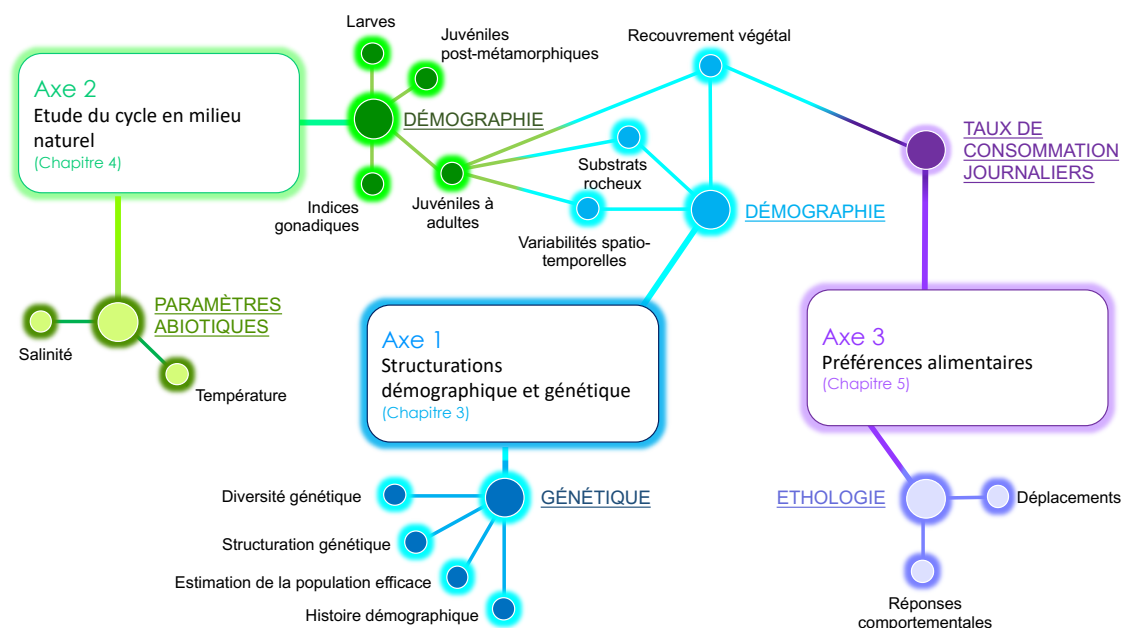 Larves
Juvéniles
post-métamorphiques
Recouvrement végétal
Axe 2
Etude du cycle en milieu
naturel
(Chapitre 4)
DÉMOGRAPHIE
TAUX DE
CONSOMMATION
JOURNALIERS
Substrats
rocheux
Indices
gonadiques
Juvéniles à
adultes
DÉMOGRAPHIE
Variabilités spatio-
temporelles
PARAMÈTRES
ABIOTIQUES
Salinité
Température
Axe 1
Structurations
démographique et génétique
(Chapitre 3)
Axe 3
Préférences alimentaires
(Chapitre 5)
Diversité génétique
GÉNÉTIQUE
ETHOLOGIE
Déplacements
Structuration génétique
Estimation de la population efficace
Histoire démographique
Réponses
comportementales